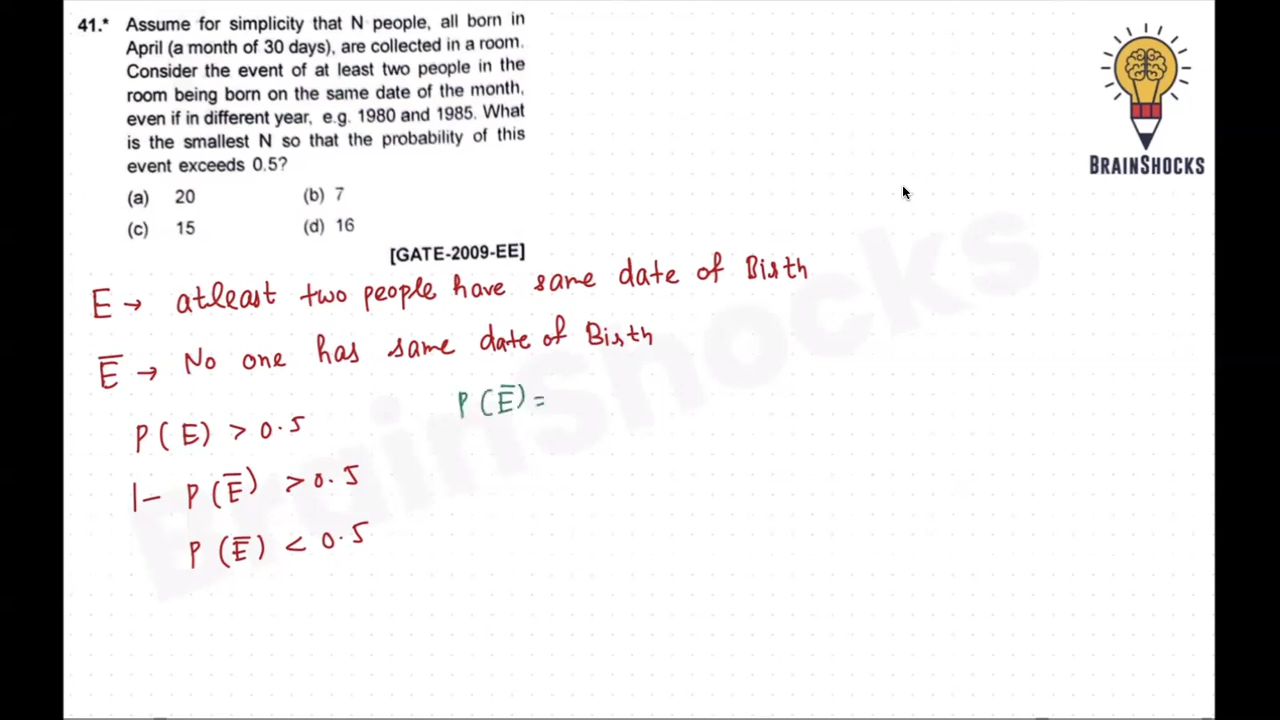 41.* Assume for simplicity that N people, all born in
April (a month of 30 days), are collected in a room.
Consider the event of at least two people in the
room being born on the same date of the month,
even if in different year, e.g. 1980 and 1985. What
is the smallest N so that the probability of this
event exceeds 0.5?
(a) 20 (b) 7
(c) 15 (d) 16
[GATE-2009-EE]
BRAINSHOCKS
E → atleast two people have same date of Birth
E̅ → No one has same date of Birth
P(E̅) =
P(E) > 0.5
1- P(E̅) > 0.5
P(E̅) < 0.5
BrainShocks